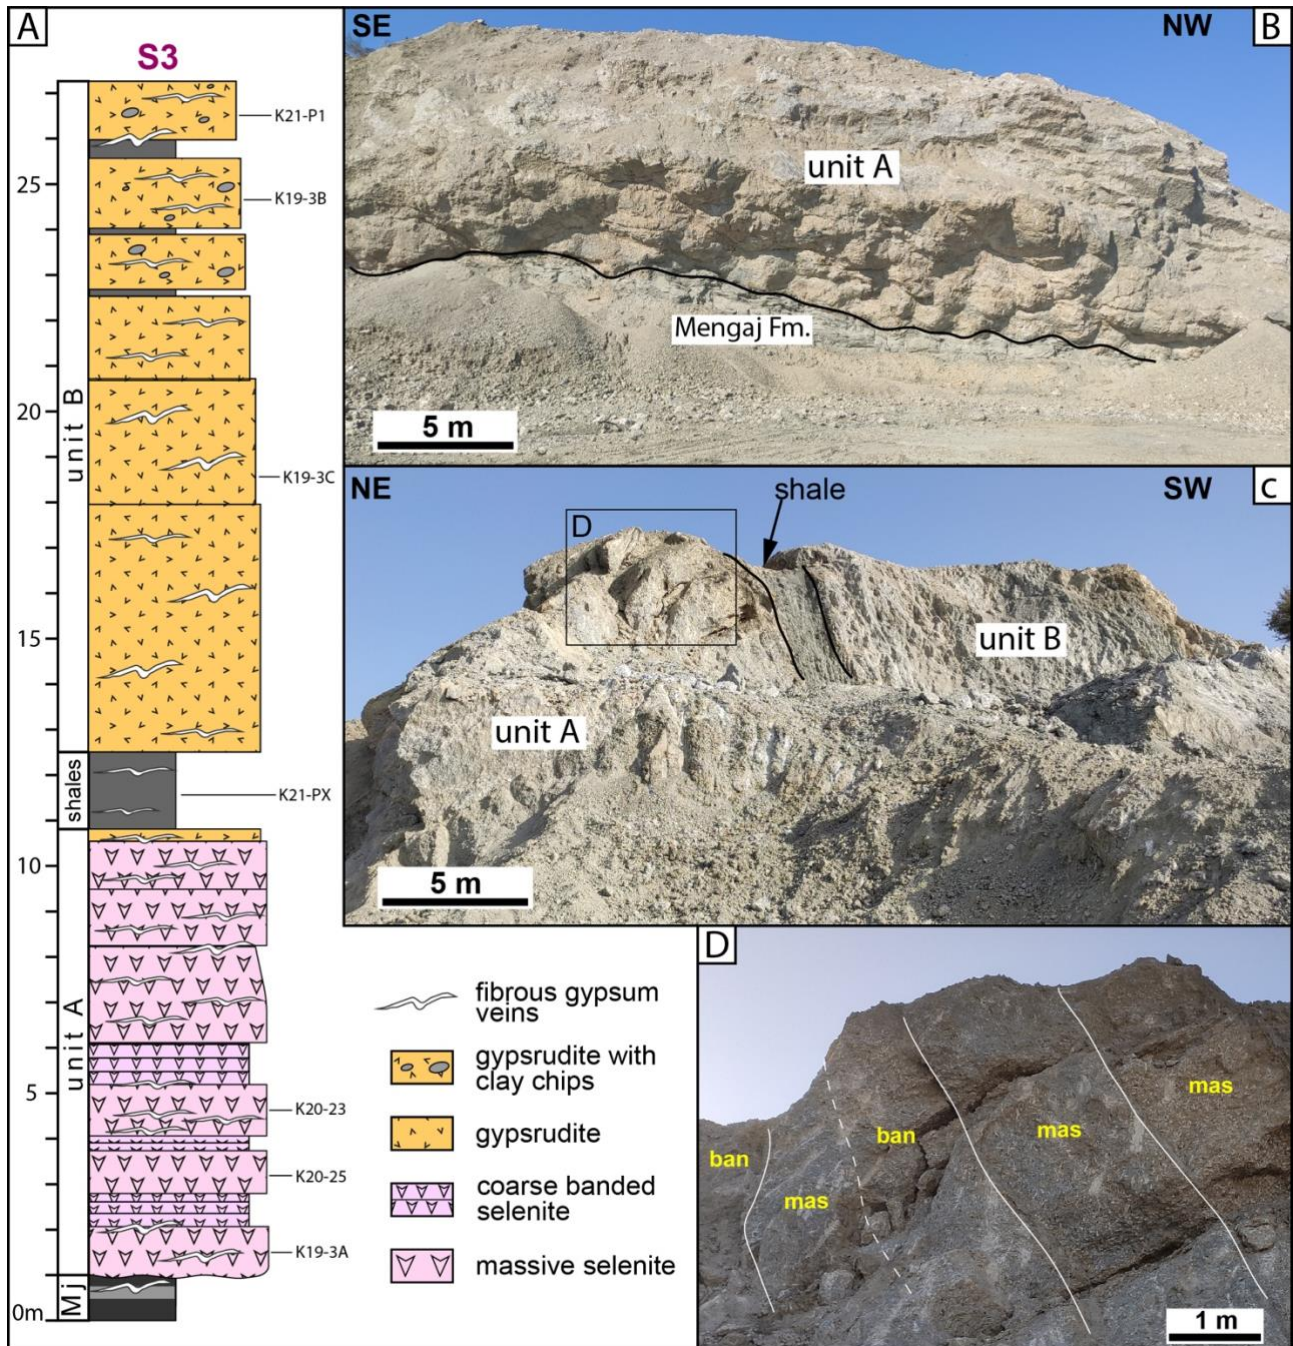 A
S3
25
20
15
10
5
0m
unit B
shales
unit A
Mj
K21-P1
K19-3B
K19-3C
K21-PX
K20-23
K20-25
K19-3A
fibrous gypsum
veins
gypsrudite with
clay chips
gypsrudite
coarse banded
selenite
massive selenite
SE
NW
B
unit A
Mengaj Fm.
5 m
NE
shale
SW
C
D
unit B
unit A
5 m
D
ban
mas
ban
mas
mas
1 m